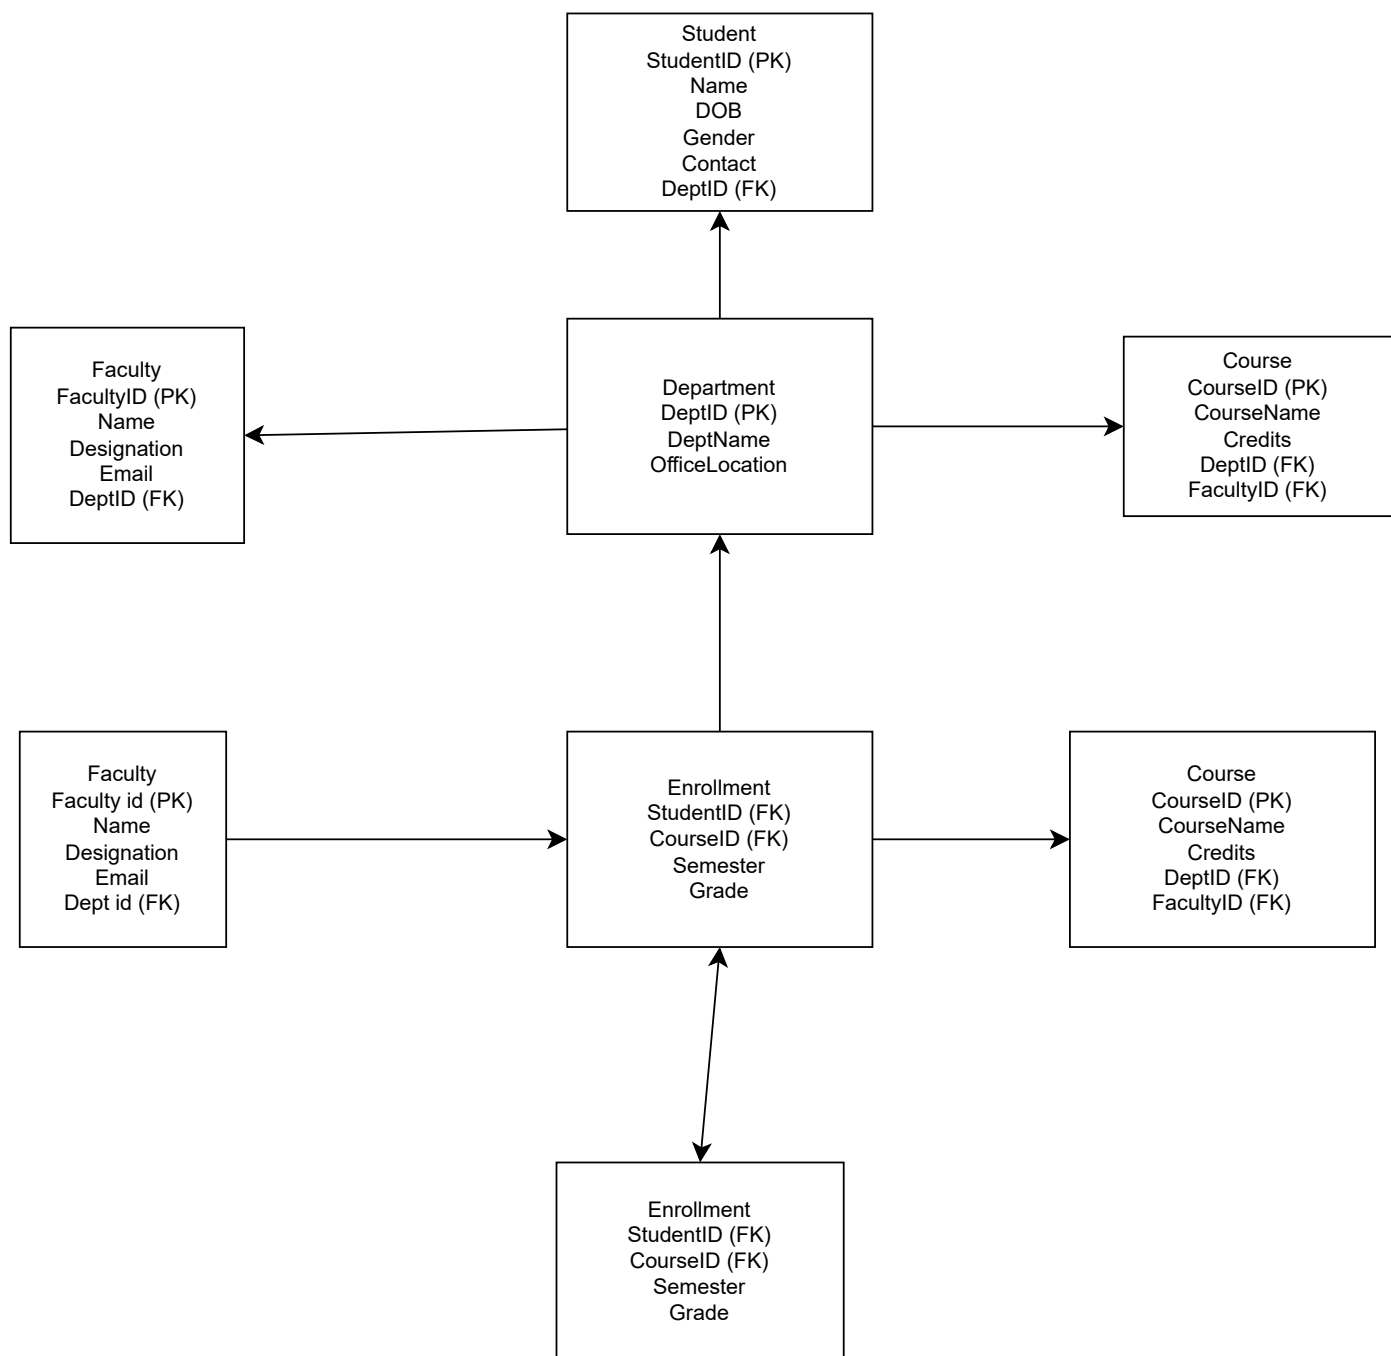 Student
StudentID (PK)
Name
DOB
Gender
Contact
DeptID (FK)
Faculty
FacultyID (PK)
Name
Designation
Email
DeptID (FK)
Department
DeptID (PK)
DeptName
OfficeLocation
Course
CourseID (PK)
CourseName
Credits
DeptID (FK)
FacultyID (FK)
Faculty
Faculty id (PK)
Name
Designation
Email
Dept id (FK)
Enrollment
StudentID (FK)
CourseID (FK)
Semester
Grade
Course
CourseID (PK)
CourseName
Credits
DeptID (FK)
FacultyID (FK)
Enrollment
StudentID (FK)
CourseID (FK)
Semester
Grade